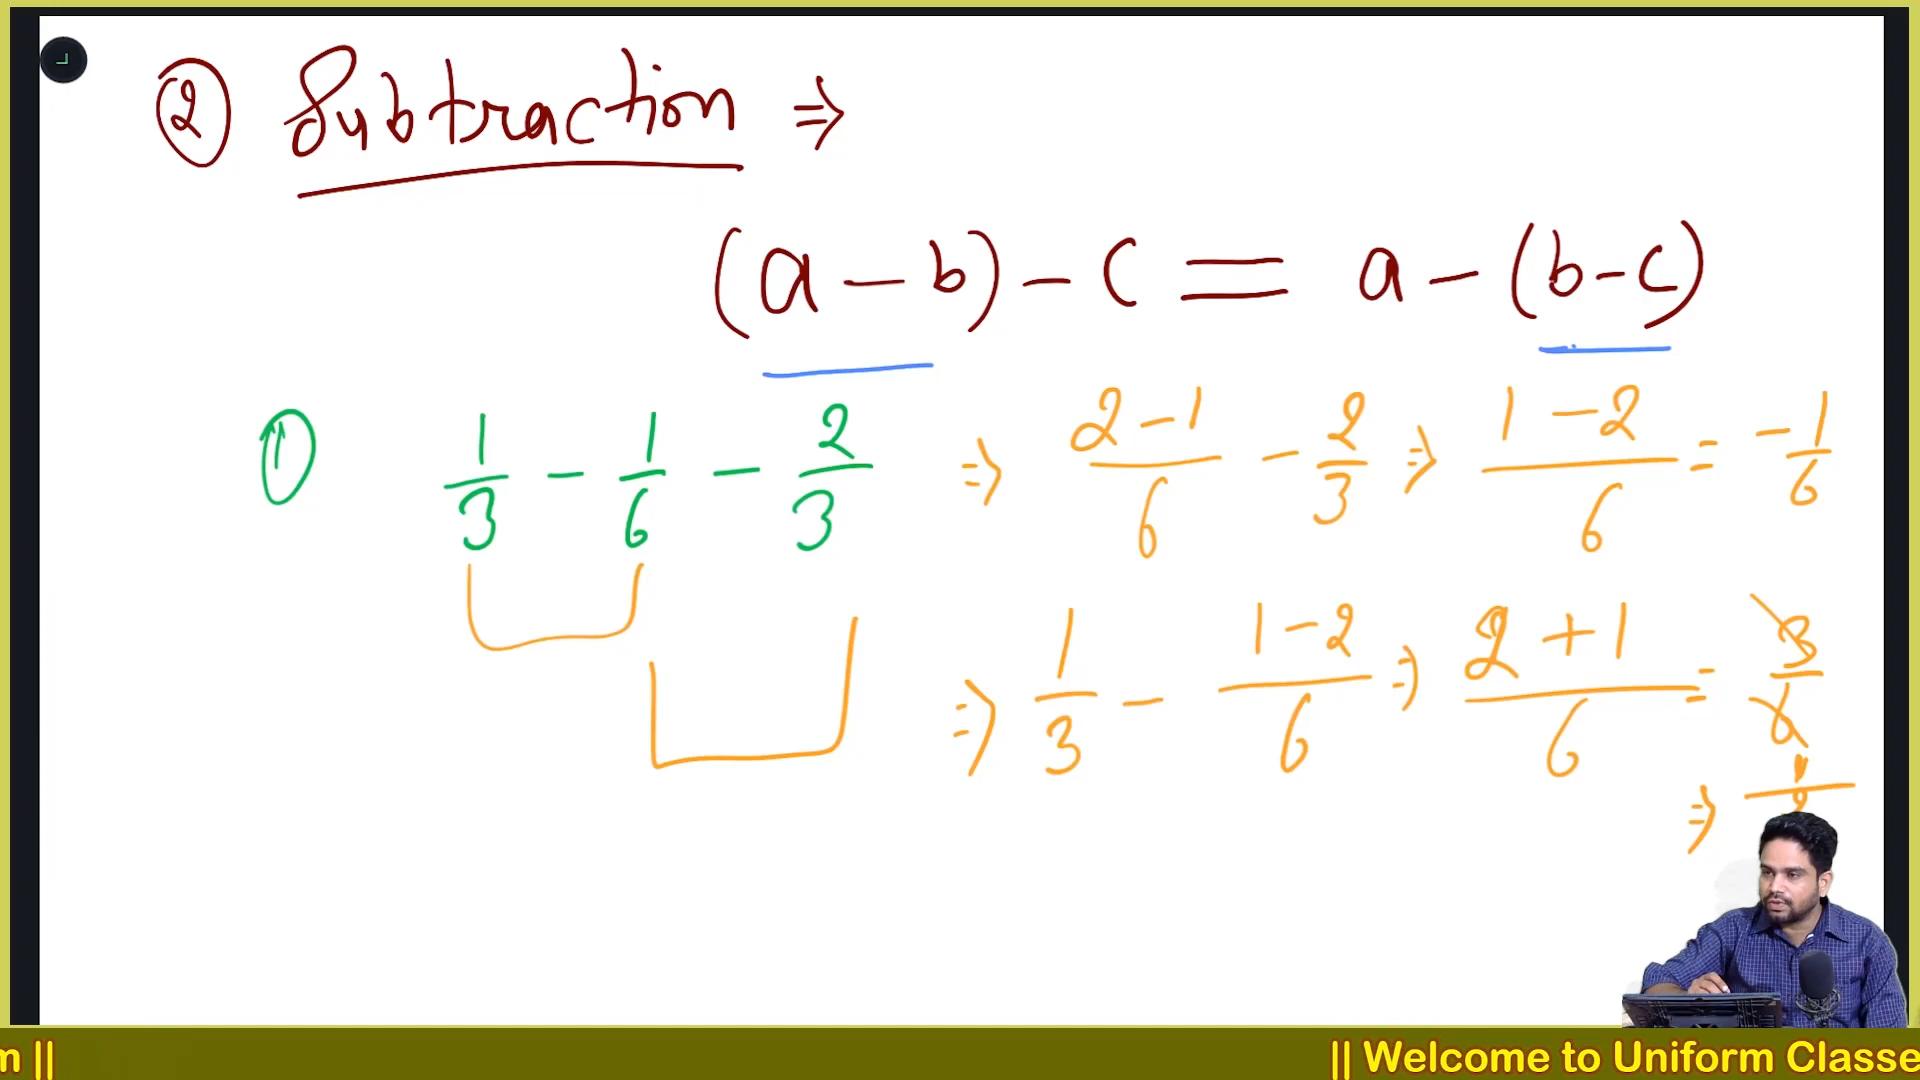 ② Subtraction ⇒
(a - b) - c = a - (b - c)
① 1/3 - 1/6 - 2/3 ⇒ (2 - 1)/6 - 2/3 ⇒ (1 - 2)/6 = -1/6
⇒ 1/3 - (1 - 2)/6 ⇒ (2 + 1)/6 = 3/6
⇒ 1/2
m || || Welcome to Uniform Classe